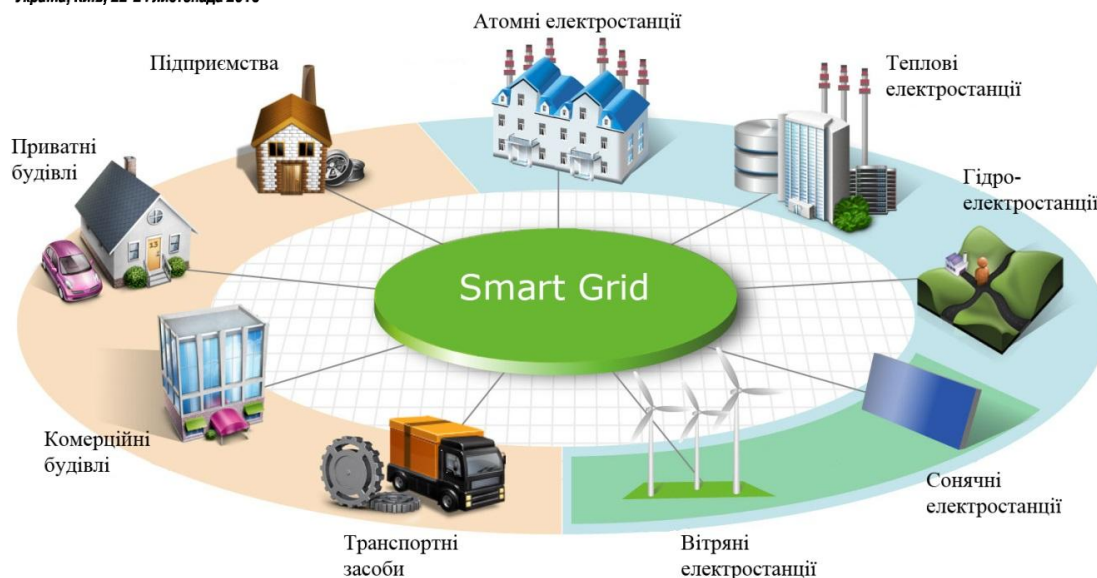 Атомні електростанції
Підприємства
Теплові
електростанції
Приватні
будівлі
Гідро-
електростанції
13
Smart Grid
Комерційні
будівлі
Сонячні
електростанції
Транспортні
засоби
Вітряні
електростанції